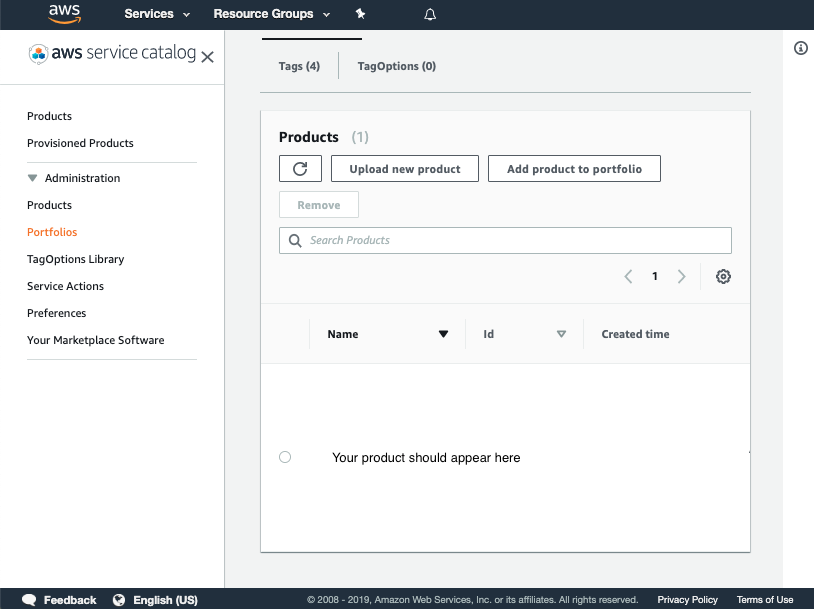 aws Services Resource Groups
aws service catalog
Products
Provisioned Products
Administration
Products
Portfolios
TagOptions Library
Service Actions
Preferences
Your Marketplace Software
Tags (4) TagOptions (0)
Products (1)
Upload new product Add product to portfolio
Remove
Search Products
1
Name Id Created time
Your product should appear here
Feedback English (US) © 2008 - 2019, Amazon Web Services, Inc. or its affiliates. All rights reserved. Privacy Policy Terms of Use